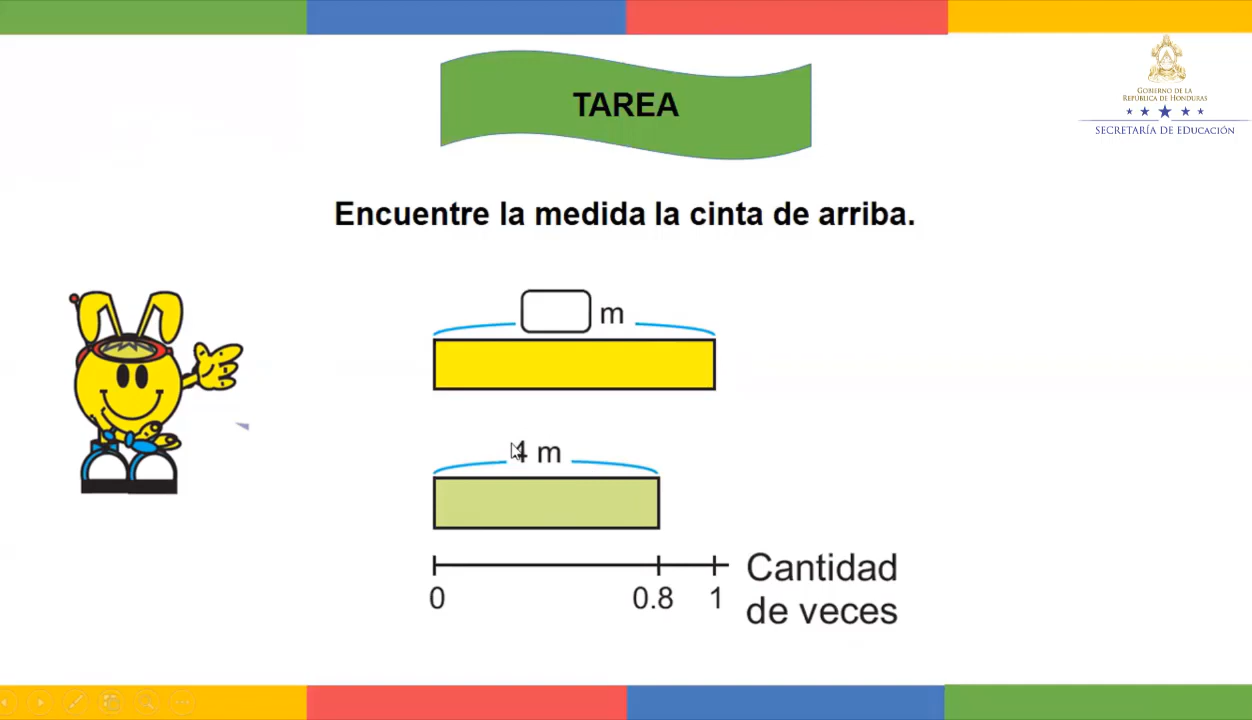 TAREA
GOBIERNO DE LA
REPÚBLICA DE HONDURAS
SECRETARÍA DE EDUCACIÓN
Encuentre la medida la cinta de arriba.
m
4 m
Cantidad
0 0.8 1
de veces